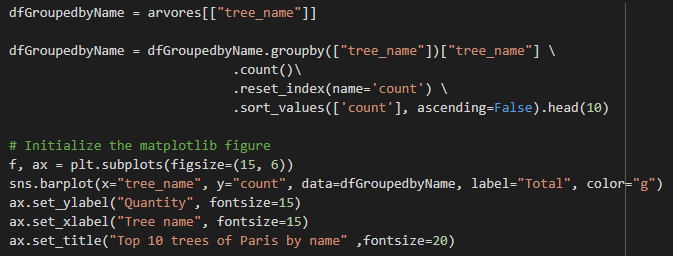 dfGroupedbyName = arvores[["tree_name"]]
dfGroupedbyName = dfGroupedbyName.groupby(["tree_name"])["tree_name"] \
.count()\
.reset_index(name='count') \
.sort_values(['count'], ascending=False).head(10)
# Initialize the matplotlib figure
f, ax = plt.subplots(figsize=(15, 6))
sns.barplot(x="tree_name", y="count", data=dfGroupedbyName, label="Total", color="g")
ax.set_ylabel("Quantity", fontsize=15)
ax.set_xlabel("Tree name", fontsize=15)
ax.set_title("Top 10 trees of Paris by name" ,fontsize=20)